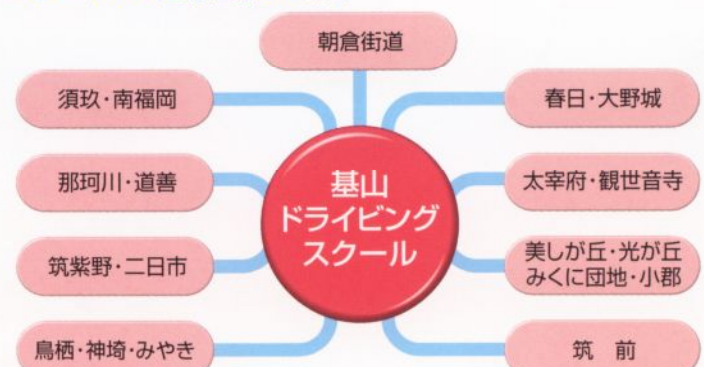 朝倉街道
須玖・南福岡
春日・大野城
那珂川・道善
基山
ドライビング
スクール
太宰府・観世音寺
筑紫野・二日市
美しが丘・光が丘
みくに団地・小郡
鳥栖・神埼・みやき
筑 前